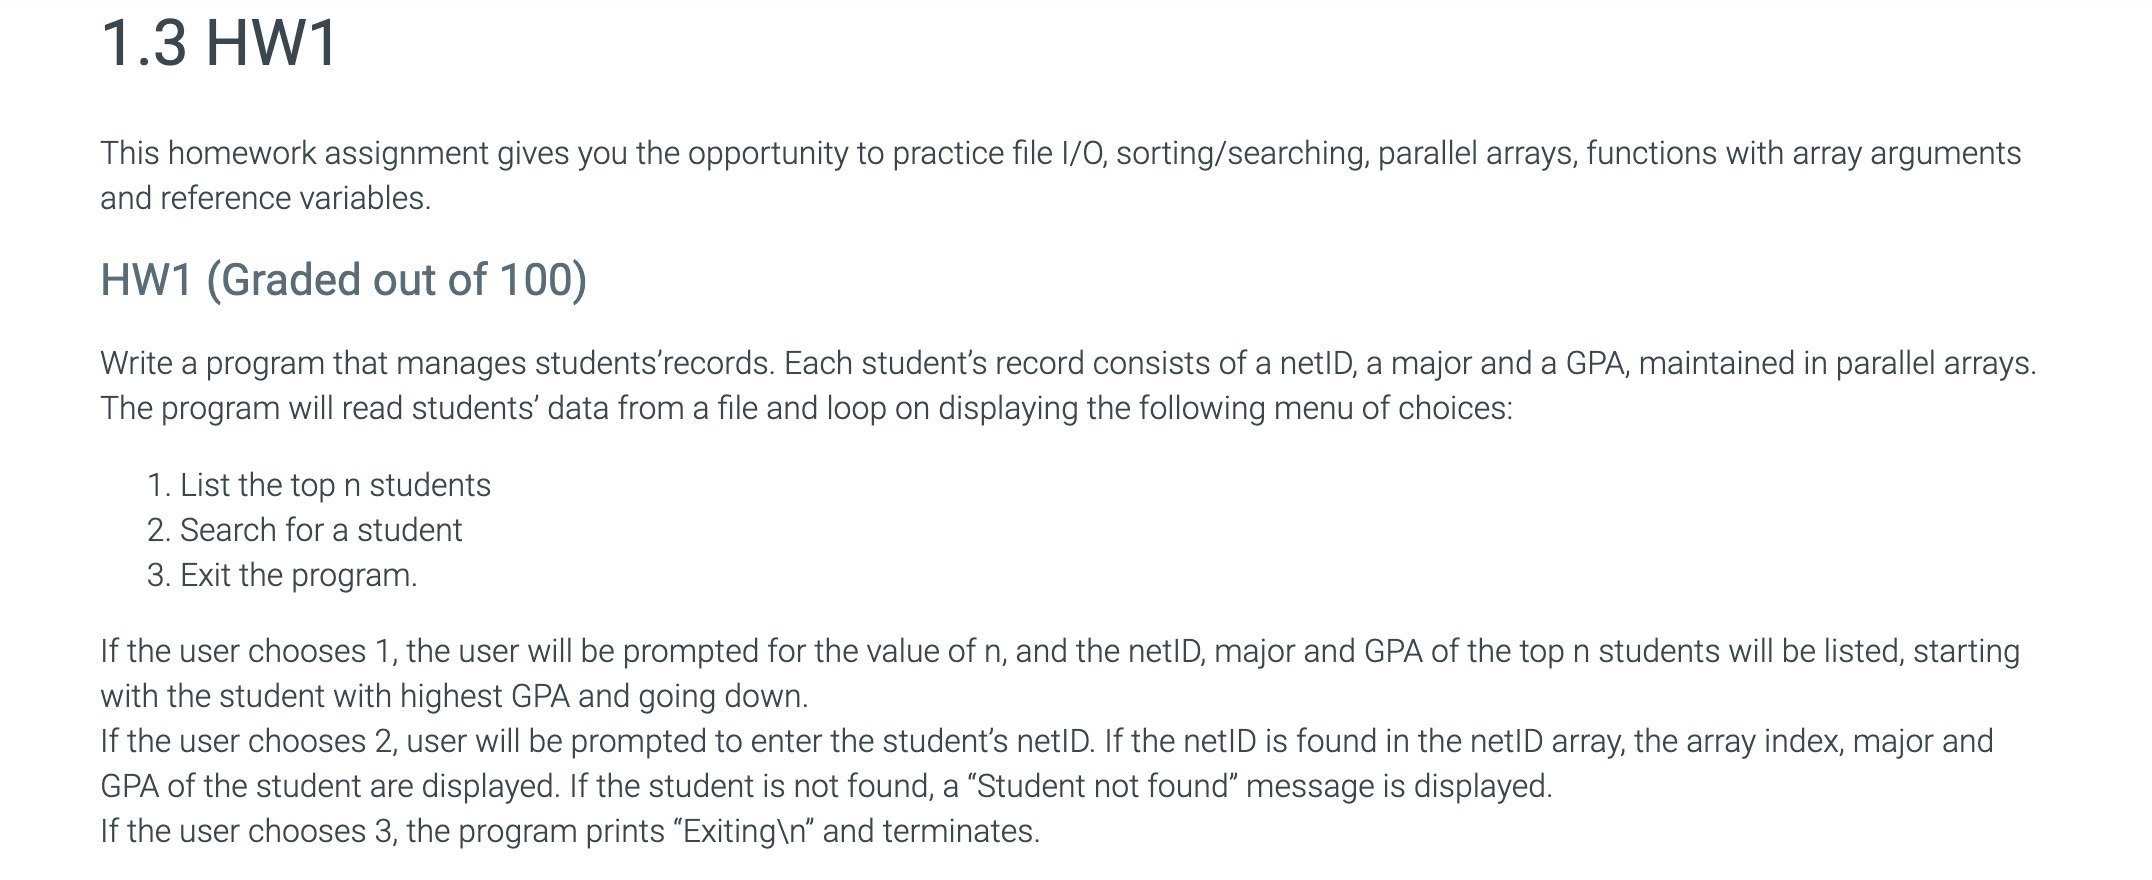 1.3 HW1
This homework assignment gives you the opportunity to practice file I/O, sorting/searching, parallel arrays, functions with array arguments
and reference variables.
HW1 (Graded out of 100)
Write a program that manages students’records. Each student’s record consists of a netID, a major and a GPA, maintained in parallel arrays.
The program will read students’ data from a file and loop on displaying the following menu of choices:
1. List the top n students
2. Search for a student
3. Exit the program.
If the user chooses 1, the user will be prompted for the value of n, and the netID, major and GPA of the top n students will be listed, starting
with the student with highest GPA and going down.
If the user chooses 2, user will be prompted to enter the student’s netID. If the netID is found in the netID array, the array index, major and
GPA of the student are displayed. If the student is not found, a “Student not found” message is displayed.
If the user chooses 3, the program prints “Exiting\n” and terminates.